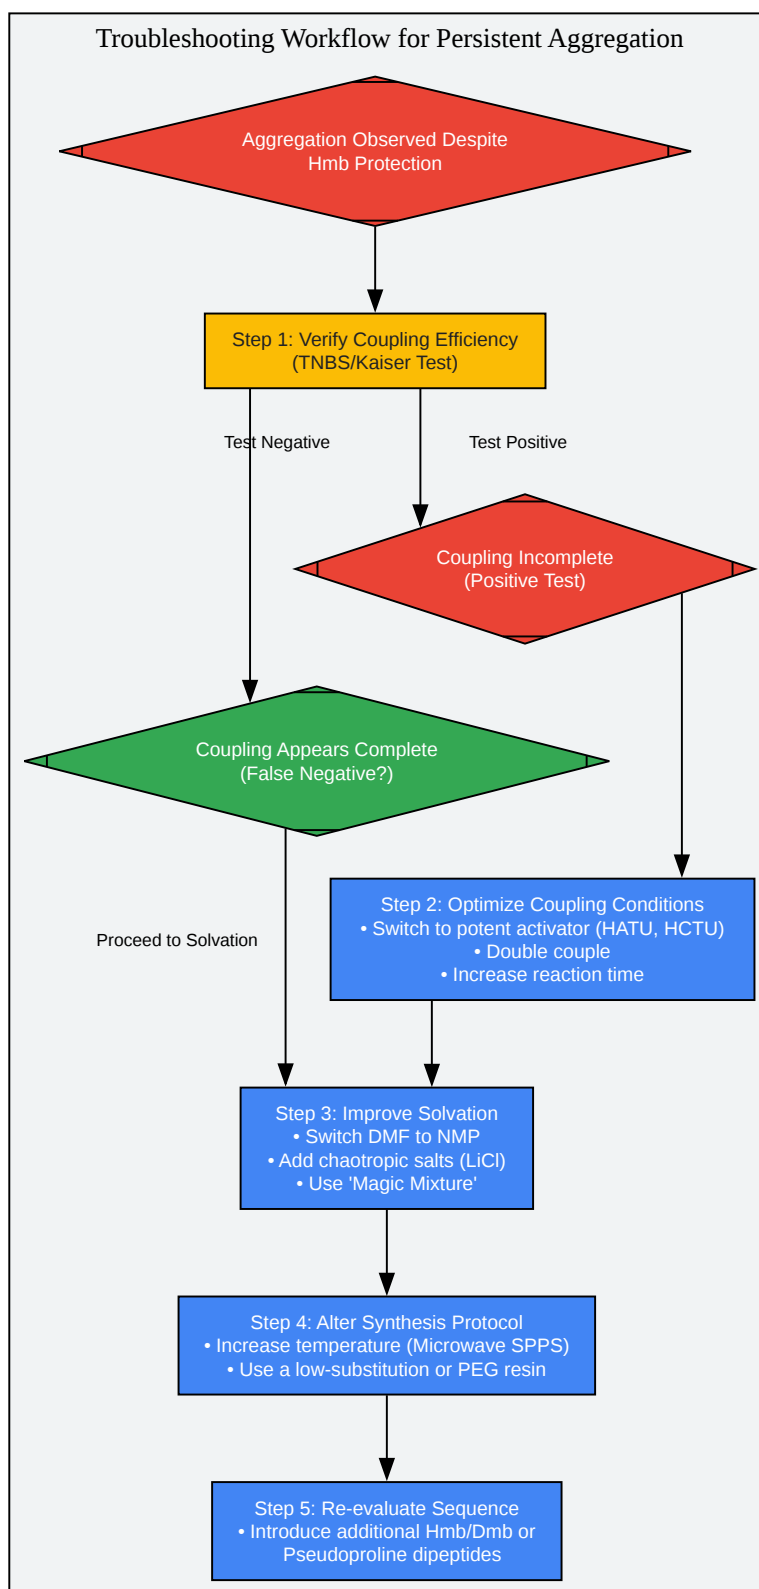 Troubleshooting Workflow for Persistent Aggregation
Aggregation Observed Despite
Hmb Protection
Step 1: Verify Coupling Efficiency
(TNBS/Kaiser Test)
Test Negative
Test Positive
Coupling Incomplete
(Positive Test)
Coupling Appears Complete
(False Negative?)
Step 2: Optimize Coupling Conditions
• Switch to potent activator (HATU, HCTU)
• Double couple
• Increase reaction time
Proceed to Solvation
Step 3: Improve Solvation
• Switch DMF to NMP
• Add chaotropic salts (LiCl)
• Use 'Magic Mixture'
Step 4: Alter Synthesis Protocol
• Increase temperature (Microwave SPPS)
• Use a low-substitution or PEG resin
Step 5: Re-evaluate Sequence
• Introduce additional Hmb/Dmb or
Pseudoproline dipeptides